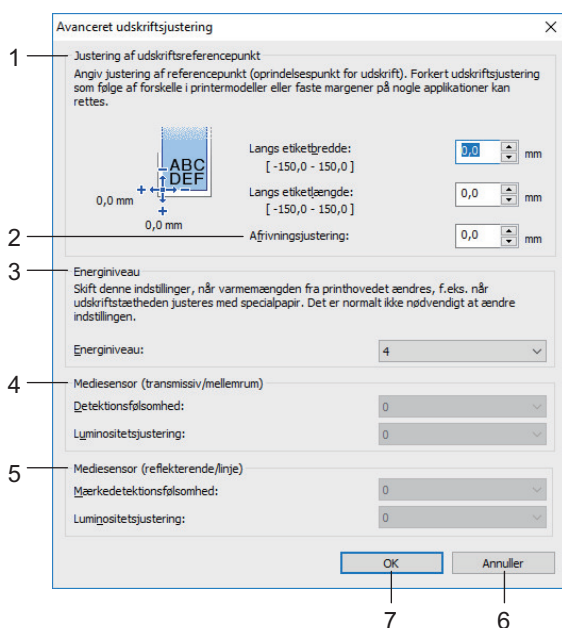 Avanceret udskriftsjustering
1
Justering af udskriftsreferencepunkt
Angiv justering af referencepunkt (oprindelsespunkt for udskrift). Forkert udskriftsjustering
som følge af forskelle i printermodeller eller faste margener på nogle applikationer kan
rettes.
ABC
DEF
0,0 mm
0,0 mm
Langs etiketbredde:
0,0 mm
[ -150,0 - 150,0 ]
Langs etiketlængde:
0,0 mm
[ -150,0 - 150,0 ]
2
Afrivningsjustering:
0,0 mm
3
Energiniveau
Skift denne indstillinger, når varmemængden fra printhovedet ændres, f.eks. når
udskriftstætheden justeres med specialpapir. Det er normalt ikke nødvendigt at ændre
indstillingen.
Energiniveau:
4
4
Mediesensor (transmissiv/mellemrum)
Detektionsfølsomhed:
0
Luminositetsjustering:
0
5
Mediesensor (reflekterende/linje)
Mærkedetektionsfølsomhed:
0
Luminositetsjustering:
0
OK
Annuller
7
6